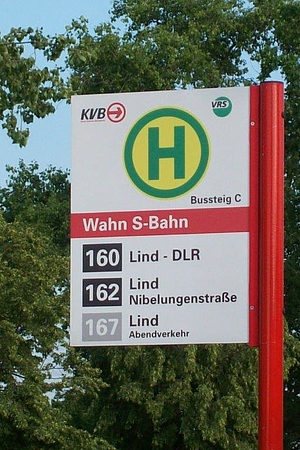 KVB VRS
H
Bussteig C
Wahn S-Bahn
160 Lind - DLR
162 Lind
Nibelungenstraße
167 Lind
Abendverkehr